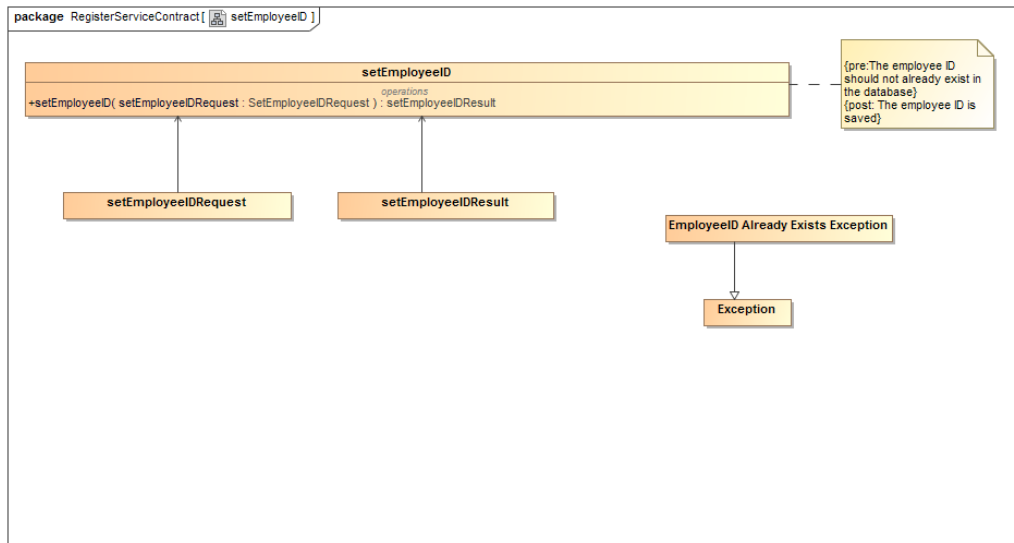 package RegisterServiceContract [ setEmployeeID ]
setEmployeeID
operations
+setEmployeeID( setEmployeeIDRequest : SetEmployeeIDRequest ) : setEmployeeIDResult
{pre:The employee ID
should not already exist in
the database}
{post: The employee ID is
saved}
setEmployeeIDRequest
setEmployeeIDResult
EmployeeID Already Exists Exception
Exception